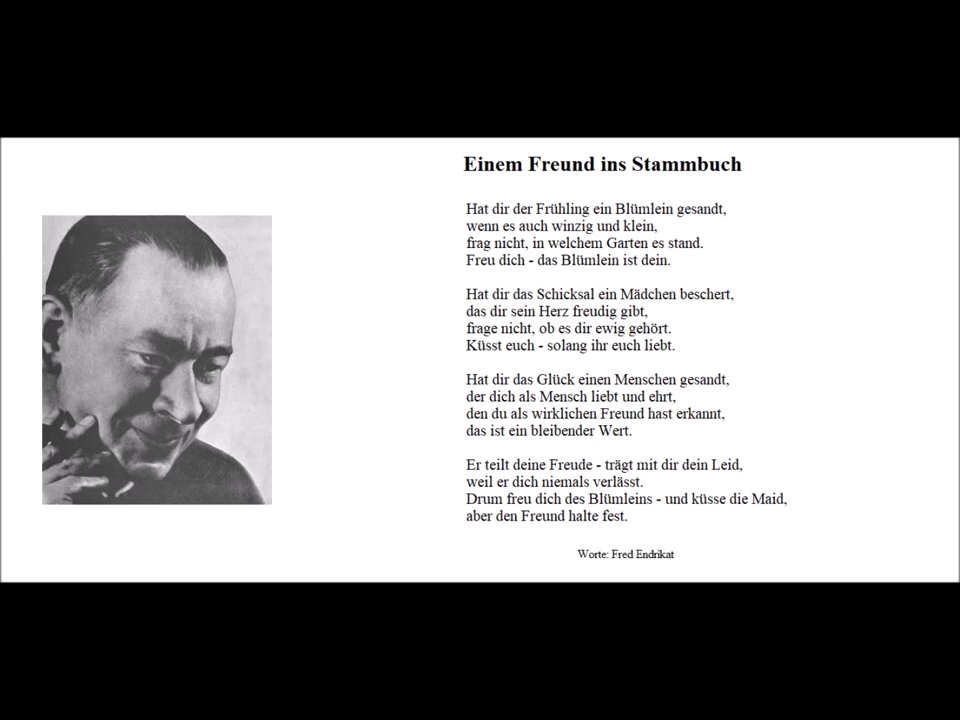 Einem Freund ins Stammbuch
Hat dir der Frühling ein Blümlein gesandt,
wenn es auch winzig und klein,
frag nicht, in welchem Garten es stand.
Freu dich - das Blümlein ist dein.
Hat dir das Schicksal ein Mädchen beschert,
das dir sein Herz freudig gibt,
frage nicht, ob es dir ewig gehört.
Küsst euch - solang ihr euch liebt.
Hat dir das Glück einen Menschen gesandt,
der dich als Mensch liebt und ehrt,
den du als wirklichen Freund hast erkannt,
das ist ein bleibender Wert.
Er teilt deine Freude - trägt mit dir dein Leid,
weil er dich niemals verlässt.
Drum freu dich des Blümleins - und küsse die Maid,
aber den Freund halte fest.
Worte: Fred Endrikat